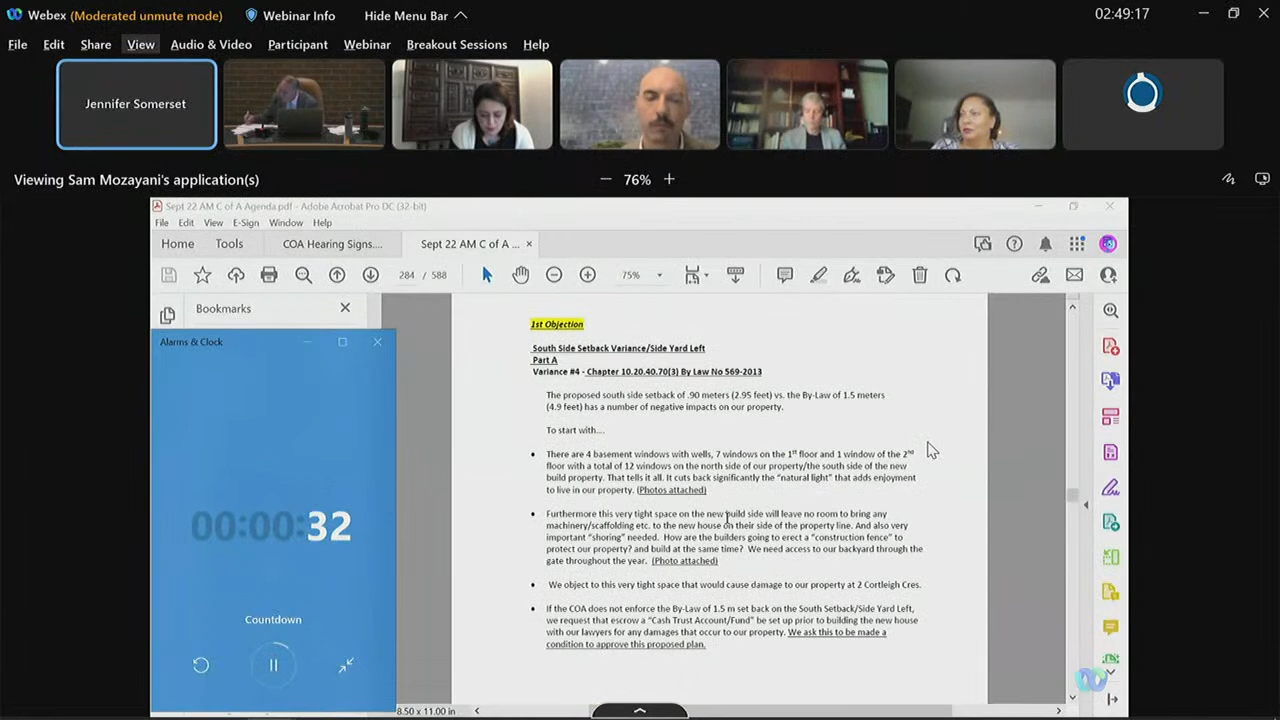 Webex (Moderated unmute mode) Webinar Info Hide Menu Bar 02:49:17
File Edit Share View Audio & Video Participant Webinar Breakout Sessions Help
Jennifer Somerset
Viewing Sam Mozayani's application(s) 76%
Sept 22 AM C of A Agenda.pdf - Adobe Acrobat Pro DC (32-bit)
File Edit View E-Sign Window Help
Home Tools COA Hearing Signs.... Sept 22 AM C of A ... ×
284 / 588 75%
Bookmarks
Alarms & Clock
00:00:32
Countdown
1st Objection
South Side Setback Variance/Side Yard Left
Part A
Variance #4 - Chapter 10.20.40.70(3) By Law No 569-2013
The proposed south side setback of .90 meters (2.95 feet) vs. the By-Law of 1.5 meters
(4.9 feet) has a number of negative impacts on our property.
To start with....
• There are 4 basement windows with wells, 7 windows on the 1st floor and 1 window of the 2nd
floor with a total of 12 windows on the north side of our property/the south side of the new
build property. That tells it all. It cuts back significantly the "natural light" that adds enjoyment
to live in our property. (Photos attached)
• Furthermore this very tight space on the new build side will leave no room to bring any
machinery/scaffolding etc. to the new house on their side of the property line. And also very
important "shoring" needed. How are the builders going to erect a "construction fence" to
protect our property? and build at the same time? We need access to our backyard through the
gate throughout the year. (Photo attached)
• We object to this very tight space that would cause damage to our property at 2 Cortleigh Cres.
• If the COA does not enforce the By-Law of 1.5 m set back on the South Setback/Side Yard Left,
we request that escrow a "Cash Trust Account/Fund" be set up prior to building the new house
with our lawyers for any damages that occur to our property. We ask this to be made a
condition to approve this proposed plan.
8.50 x 11.00 in